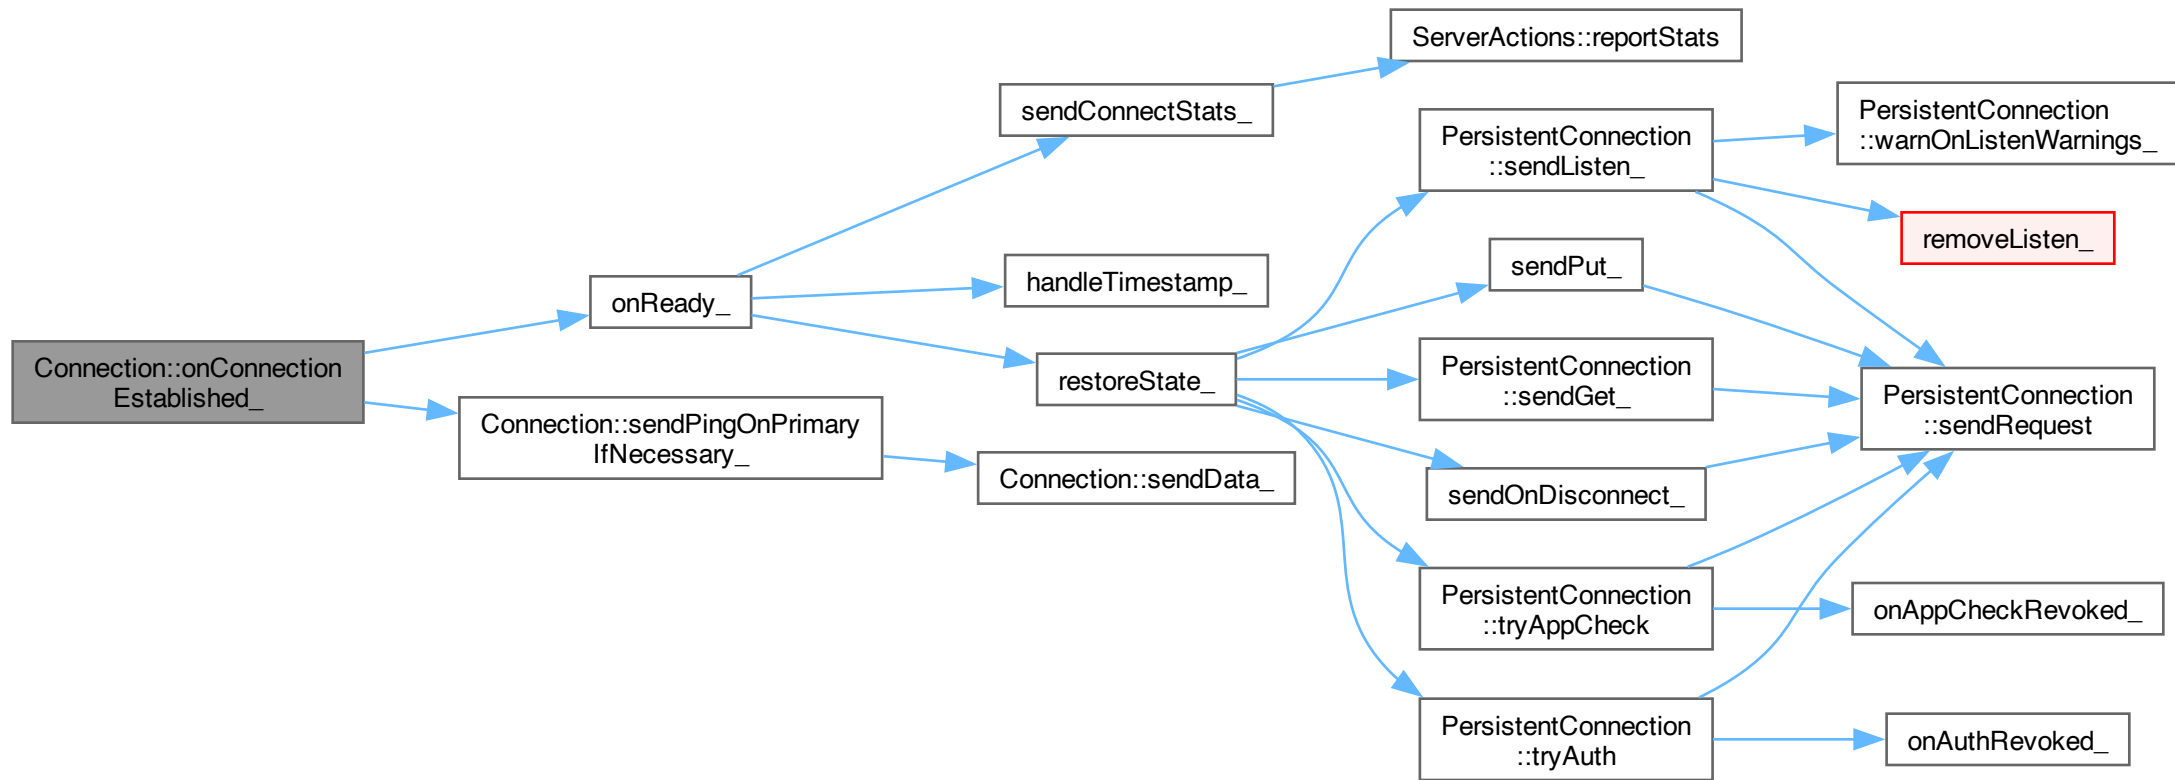 Connection::onConnection
Established_
onReady_
Connection::sendPingOnPrimary
IfNecessary_
sendConnectStats_
handleTimestamp_
restoreState_
Connection::sendData_
ServerActions::reportStats
PersistentConnection
::sendListen_
sendPut_
PersistentConnection
::sendGet_
sendOnDisconnect_
PersistentConnection
::tryAppCheck
PersistentConnection
::tryAuth
PersistentConnection
::warnOnListenWarnings_
removeListen_
PersistentConnection
::sendRequest
onAppCheckRevoked_
onAuthRevoked_